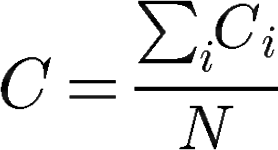 C = \frac{\sum_i C_i}{N}